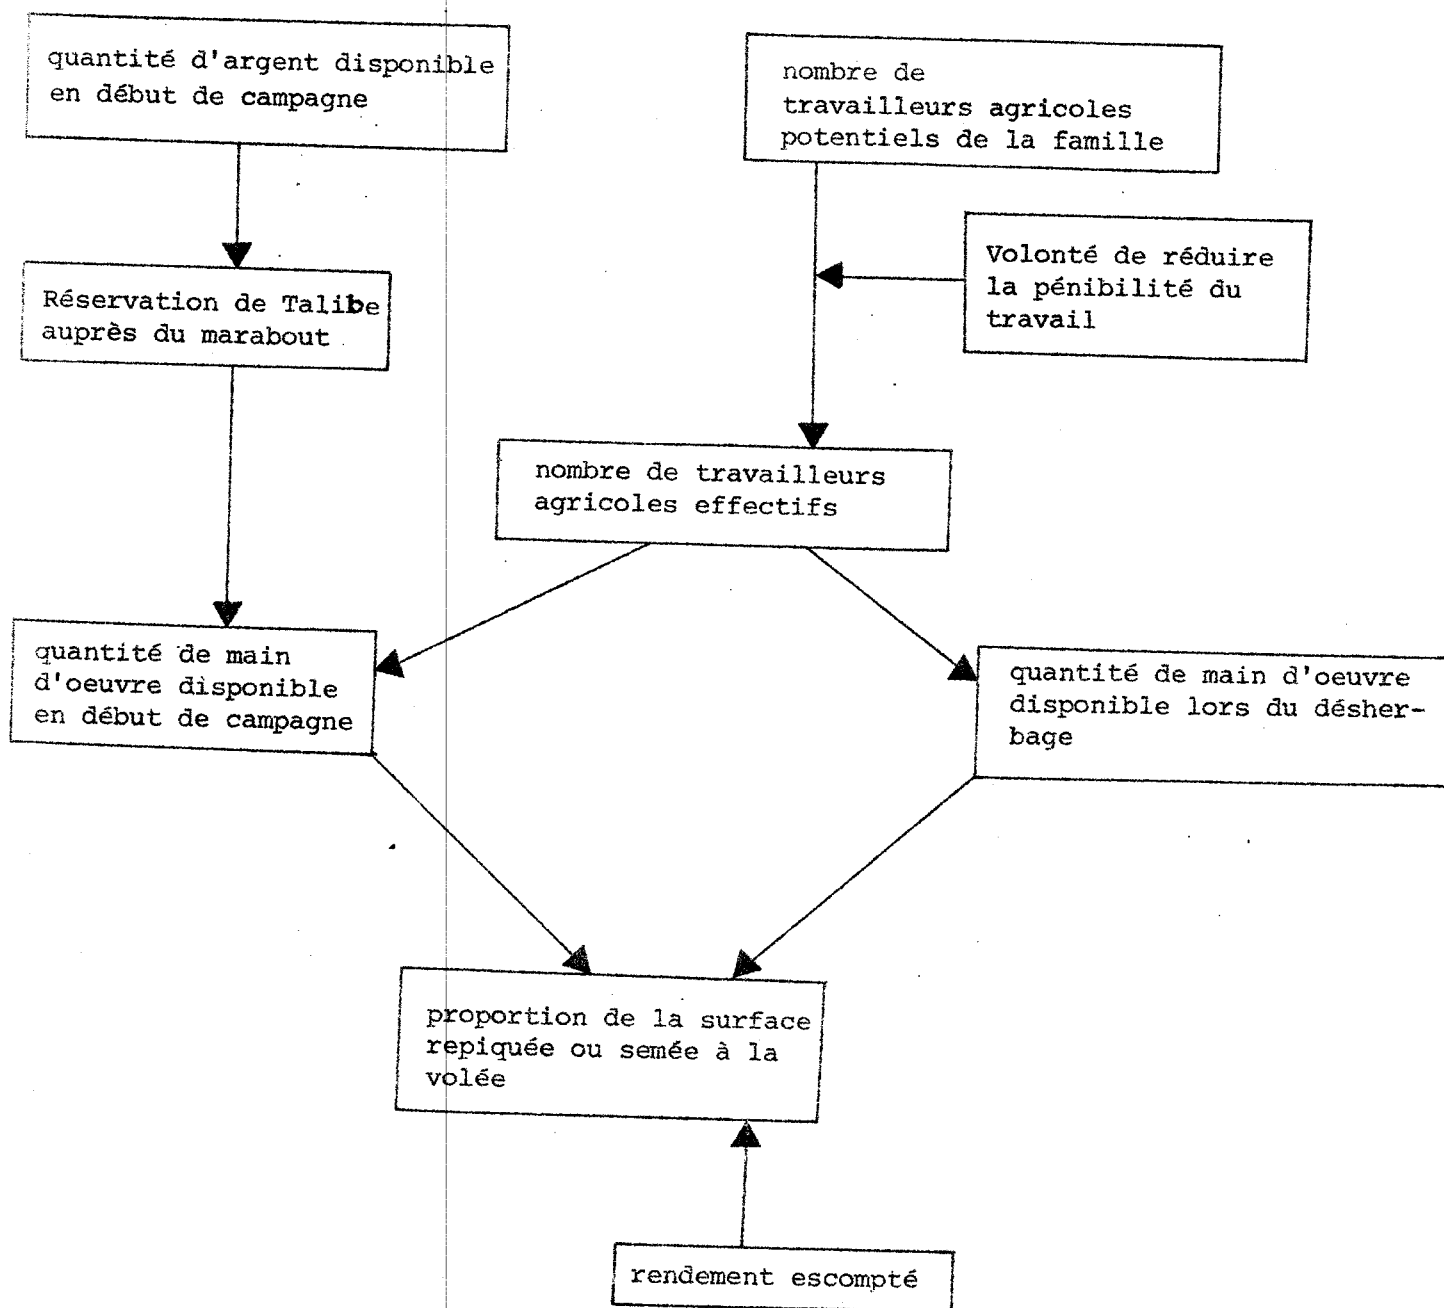 quantité d'argent disponible
en début de campagne
nombre de
travailleurs agricoles
potentiels de la famille
Volonté de réduire
la pénibilité du
travail
Réservation de Talibe
auprès du marabout
nombre de travailleurs
agricoles effectifs
quantité de main
d'oeuvre disponible
en début de campagne
quantité de main d'oeuvre
disponible lors du désher-
bage
proportion de la surface
repiquée ou semée à la
volée
rendement escompté